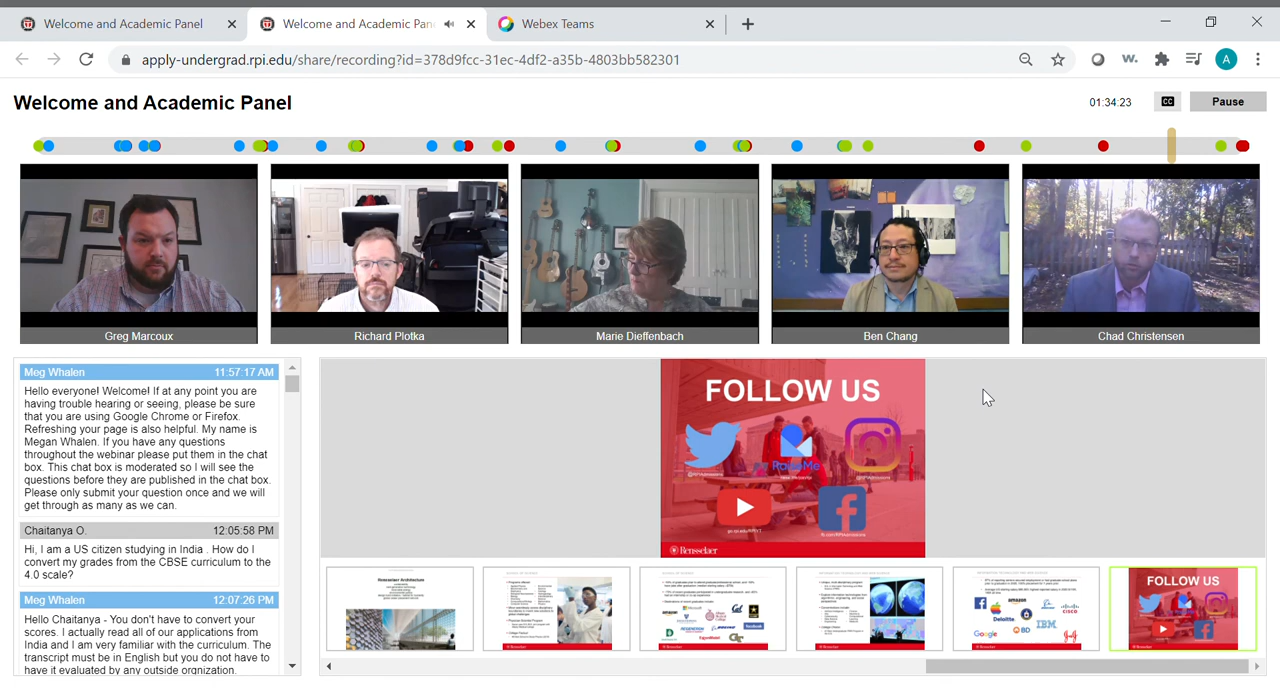 Welcome and Academic Panel
Welcome and Academic Pan
Webex Teams
apply-undergrad.rpi.edu/share/recording?id=378d9fcc-31ec-4df2-a35b-4803bb582301
Welcome and Academic Panel
01:34:23
CC
Pause
Greg Marcoux
Richard Plotka
Marie Dieffenbach
Ben Chang
Chad Christensen
Meg Whalen 11:57:17 AM
Hello everyone! Welcome! If at any point you are
having trouble hearing or seeing, please be sure
that you are using Google Chrome or Firefox.
Refreshing your page is also helpful. My name is
Megan Whalen. If you have any questions
throughout the webinar please put them in the chat
box. This chat box is moderated so I will see the
questions before they are published in the chat box.
Please only submit your question once and we will
get through as many as we can.
Chaitanya O. 12:05:58 PM
Hi, I am a US citizen studying in India . How do I
convert my grades from the CBSE curriculum to the
4.0 scale?
Meg Whalen 12:07:26 PM
Hello Chaitanya - You don't have to convert your
scores. I actually read all of our applications from
India and I am very familiar with the curriculum. The
transcript must be in English but you do not have to
have it evaluated by any outside orgnization.
FOLLOW US
Rensselaer
Rensselaer Architecture
Google
Deloitte
amazon
IBM
CISCO
FOLLOW US